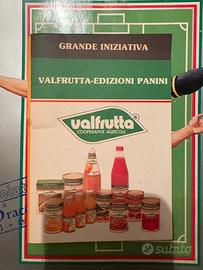 GRANDE INIZIATIVA
VALFRUTTA-EDIZIONI PANINI
valfrutta
COOPERATIVE AGRICOLE
subito